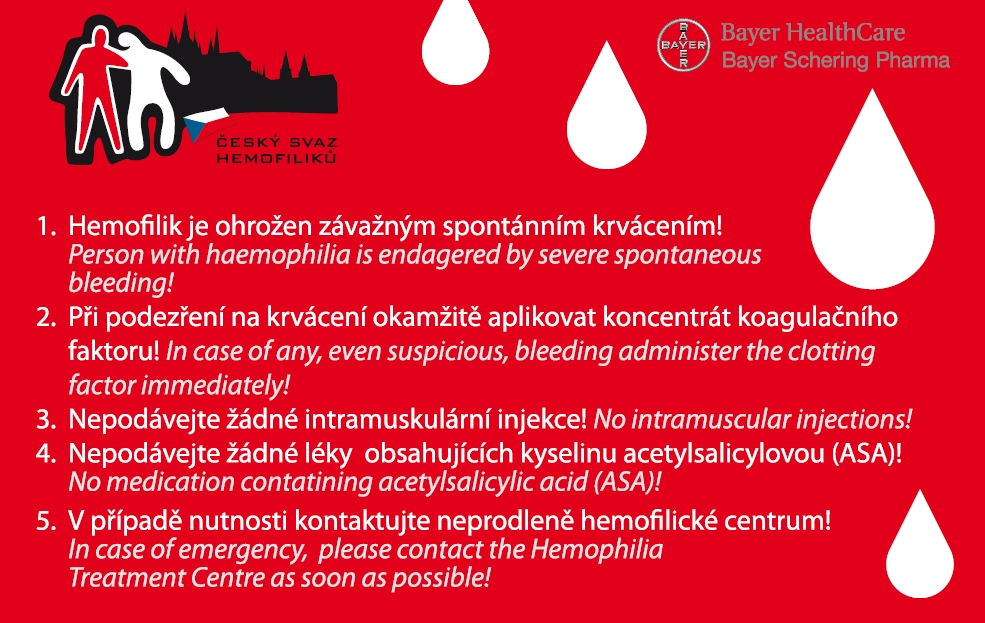 BAYER
BAYER
Bayer HealthCare
Bayer Schering Pharma
ČESKÝ SVAZ
HEMOFILIKŮ
1. Hemofilik je ohrožen závažným spontánním krvácením!
Person with haemophilia is endagered by severe spontaneous
bleeding!
2. Při podezření na krvácení okamžitě aplikovat koncentrát koagulačního
faktoru! In case of any, even suspicious, bleeding administer the clotting
factor immediately!
3. Nepodávejte žádné intramuskulární injekce! No intramuscular injections!
4. Nepodávejte žádné léky  obsahujících kyselinu acetylsalicylovou (ASA)!
No medication contatining acetylsalicylic acid (ASA)!
5. V případě nutnosti kontaktujte neprodleně hemofilické centrum!
In case of emergency,  please contact the Hemophilia
Treatment Centre as soon as possible!